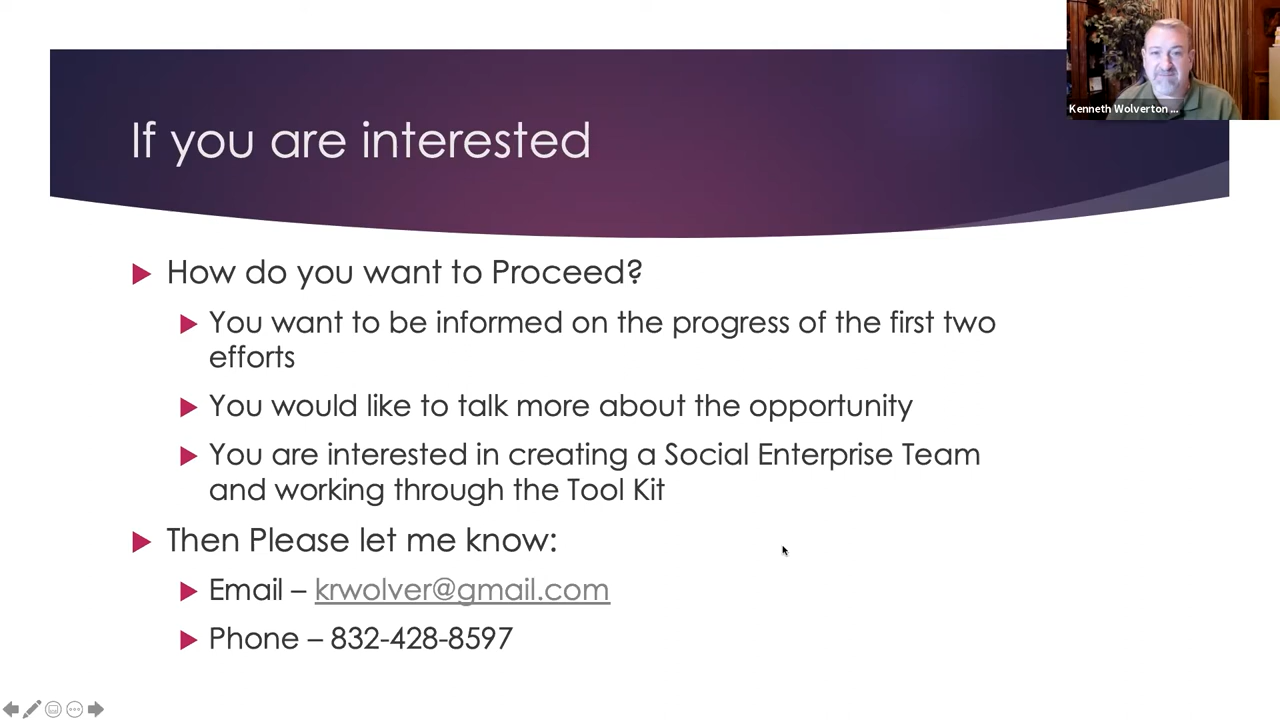 Kenneth Wolverton ...
If you are interested
How do you want to Proceed?
You want to be informed on the progress of the first two
efforts
You would like to talk more about the opportunity
You are interested in creating a Social Enterprise Team
and working through the Tool Kit
Then Please let me know:
Email – krwolver@gmail.com
Phone – 832-428-8597